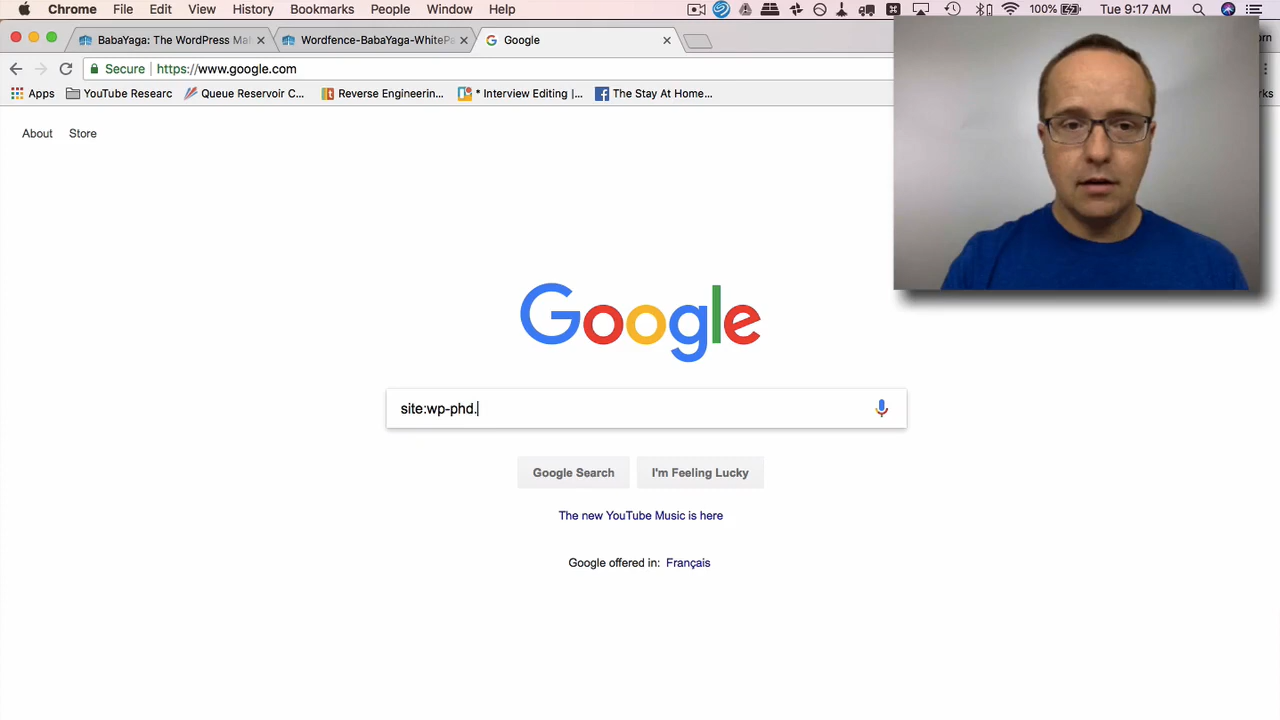 Chrome File Edit View History Bookmarks People Window Help 100% Tue 9:17 AM
BabaYaga: The WordPress Mal Wordfence-BabaYaga-WhitePa Google
Secure https://www.google.com
Apps YouTube Researc Queue Reservoir C... Reverse Engineerin... * Interview Editing |... The Stay At Home...
About Store
Google
site:wp-phd.
Google Search I'm Feeling Lucky
The new YouTube Music is here
Google offered in: Français